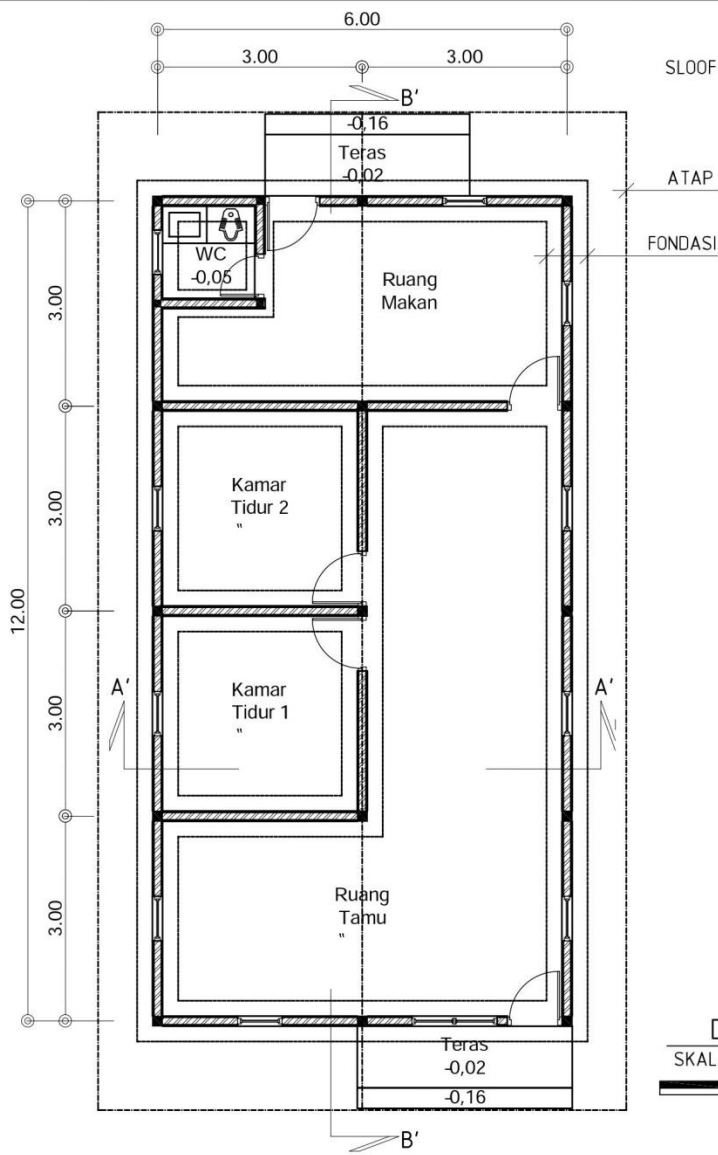 6.00
3.00
3.00
SLOOF
B'
-0,16
Teras
-0,02
ATAP
FONDASI
WC
-0,05
Ruang
Makan
3.00
Kamar
Tidur 2
"
3.00
12.00
Kamar
Tidur 1
"
A'
A'
3.00
Ruang
Tamu
"
3.00
Teras
-0,02
-0,16
SKAL
B'